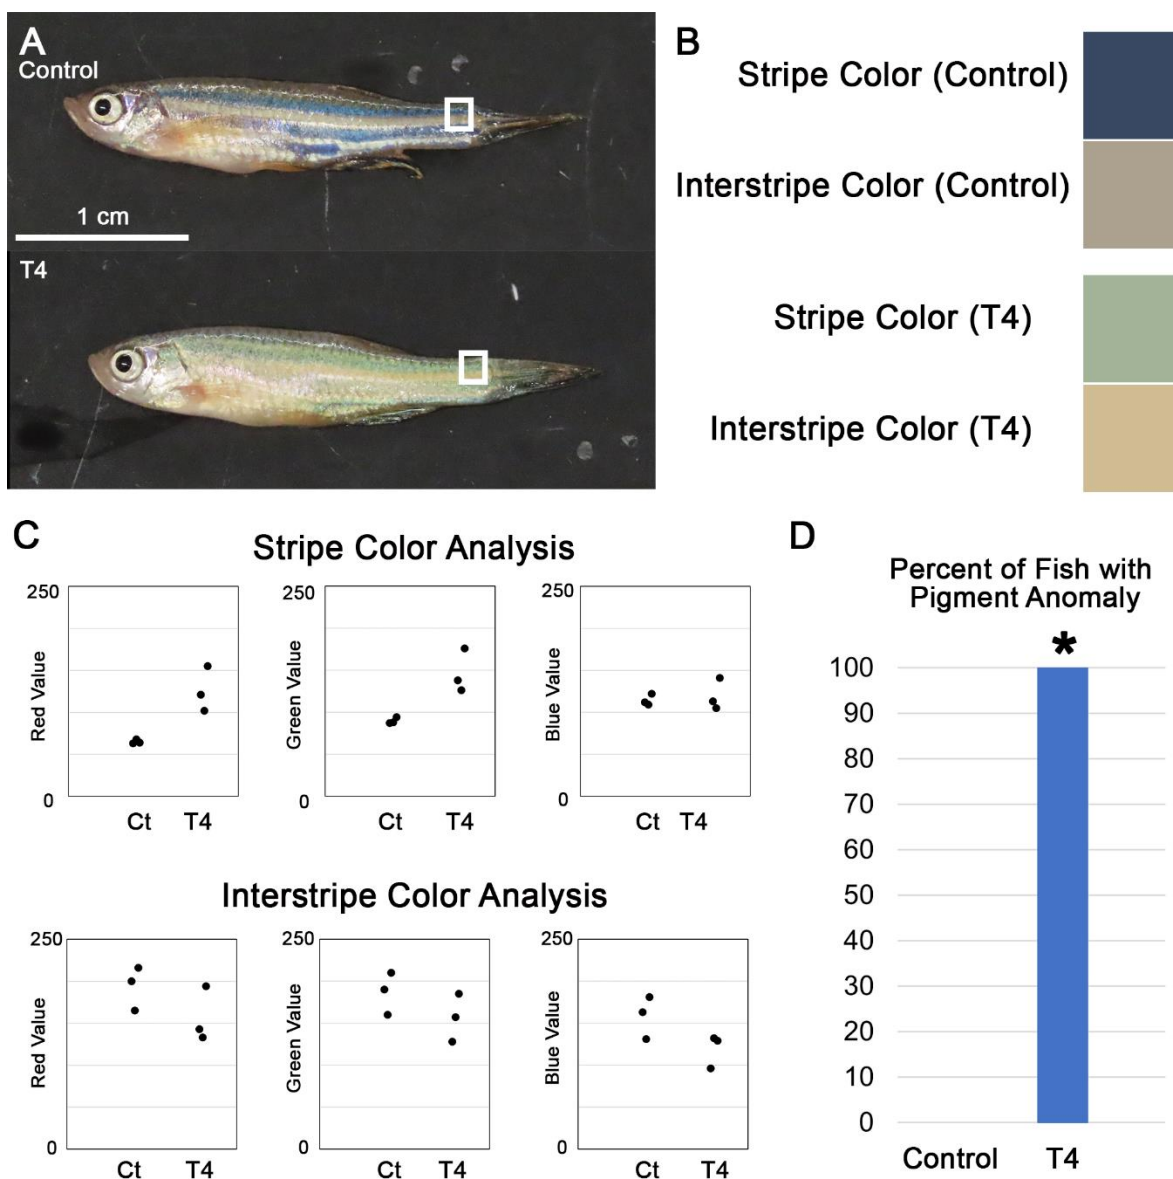 A
Control
1 cm
T4
B
Stripe Color (Control)
Interstripe Color (Control)
Stripe Color (T4)
Interstripe Color (T4)
C
Stripe Color Analysis
250
Red Value
0
Ct T4
250
Green Value
0
Ct T4
250
Blue Value
0
Ct T4
Interstripe Color Analysis
250
Red Value
0
Ct T4
250
Green Value
0
Ct T4
250
Blue Value
0
Ct T4
D
Percent of Fish with
Pigment Anomaly
*
100
90
80
70
60
50
40
30
20
10
0
Control T4